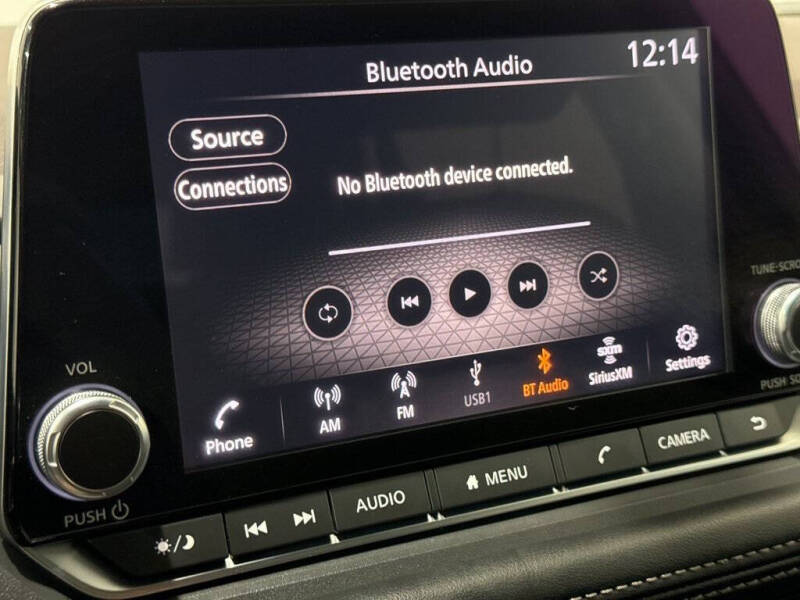 Bluetooth Audio
12:14
Source
Connections
No Bluetooth device connected.
Phone
AM
FM
USB1
BT Audio
sxm
SiriusXM
Settings
VOL
PUSH
TUNE·SCRO
PUSH SO
AUDIO
MENU
CAMERA